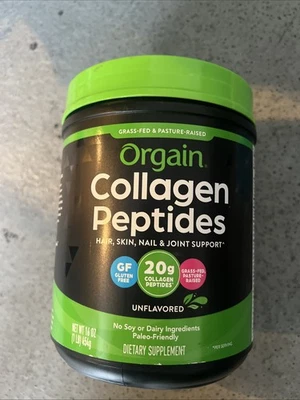 GRASS-FED & PASTURE-RAISED
Orgain
Collagen
Peptides
HAIR, SKIN, NAIL & JOINT SUPPORT*
GF
GLUTEN
FREE
20g
COLLAGEN
PEPTIDES*
GRASS-FED,
PASTURE-
RAISED
UNFLAVORED
NET WT 16 OZ
(1 LB) 454g
No Soy or Dairy Ingredients
Paleo-Friendly
DIETARY SUPPLEMENT
*PER SERVING